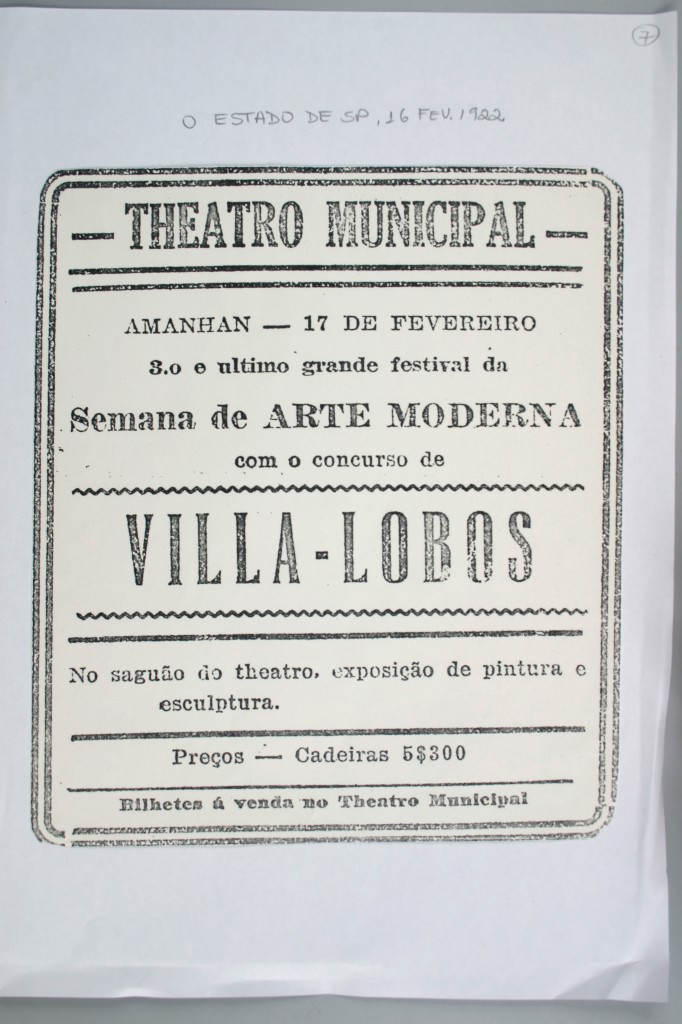 7
O ESTADO DE SP, 16 FEV. 1922
— THEATRO MUNICIPAL —
AMANHAN — 17 DE FEVEREIRO
3.o e ultimo grande festival da
Semana de ARTE MODERNA
com o concurso de
VILLA-LOBOS
No saguão do theatro, exposição de pintura e
esculptura.
Preços — Cadeiras 5$300
Bilhetes á venda no Theatro Municipal